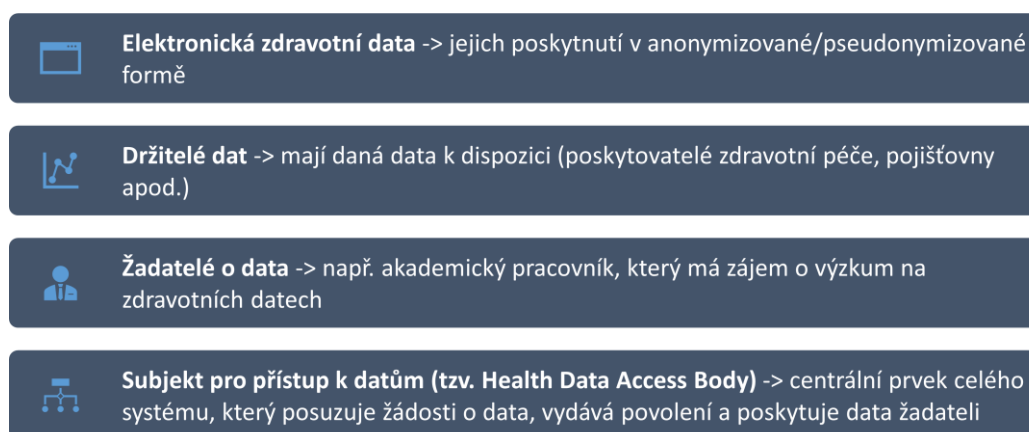 Elektronická zdravotní data -> jejich poskytnutí v anonymizované/pseudonymizované
formě
Držitelé dat -> mají daná data k dispozici (poskytovatelé zdravotní péče, pojišťovny
apod.)
Žadatelé o data -> např. akademický pracovník, který má zájem o výzkum na
zdravotních datech
Subjekt pro přístup k datům (tzv. Health Data Access Body) -> centrální prvek celého
systému, který posuzuje žádosti o data, vydává povolení a poskytuje data žadateli